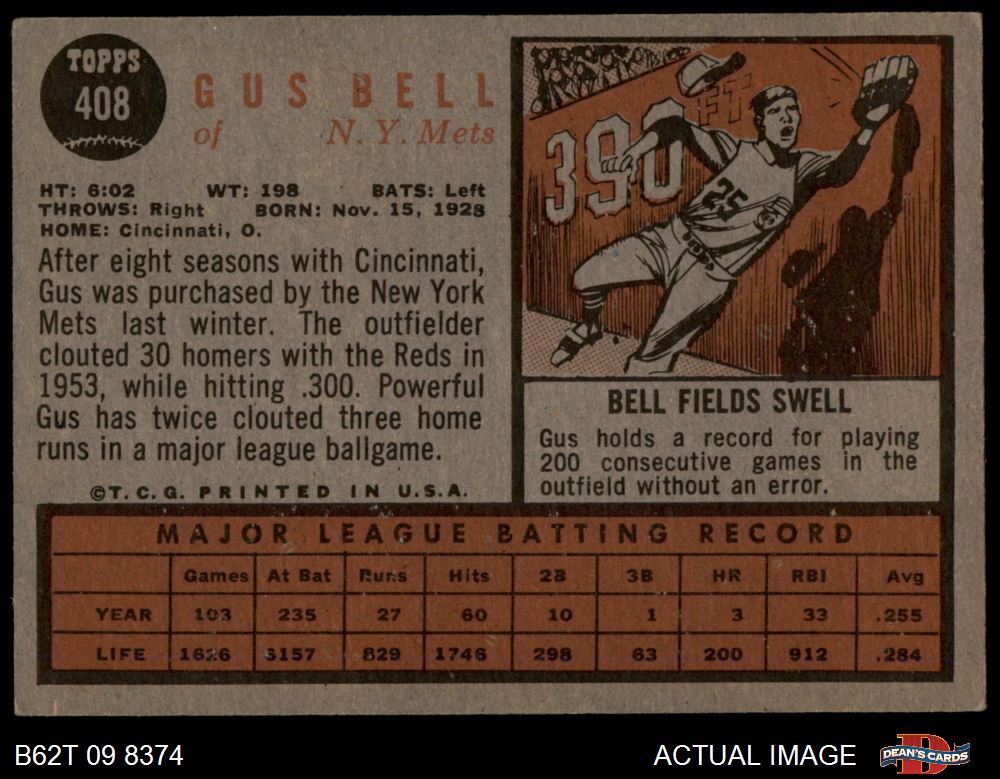 TOPPS
408
GUS BELL
of N. Y. Mets
HT: 6:02 WT: 198 BATS: Left
THROWS: Right BORN: Nov. 15, 1928
HOME: Cincinnati, O.
After eight seasons with Cincinnati,
Gus was purchased by the New York
Mets last winter. The outfielder
clouted 30 homers with the Reds in
1953, while hitting .300. Powerful
Gus has twice clouted three home
runs in a major league ballgame.
©T. C. G. PRINTED IN U.S.A.
390 FT
25
BELL FIELDS SWELL
Gus holds a record for playing
200 consecutive games in the
outfield without an error.
MAJOR LEAGUE BATTING RECORD
Games At Bat Runs Hits 2B 3B HR RBI Avg
YEAR 103 235 27 60 10 1 3 33 .255
LIFE 1626 6157 829 1746 298 63 200 912 .284
B62T 09 8374 ACTUAL IMAGE DEAN'S CARDS